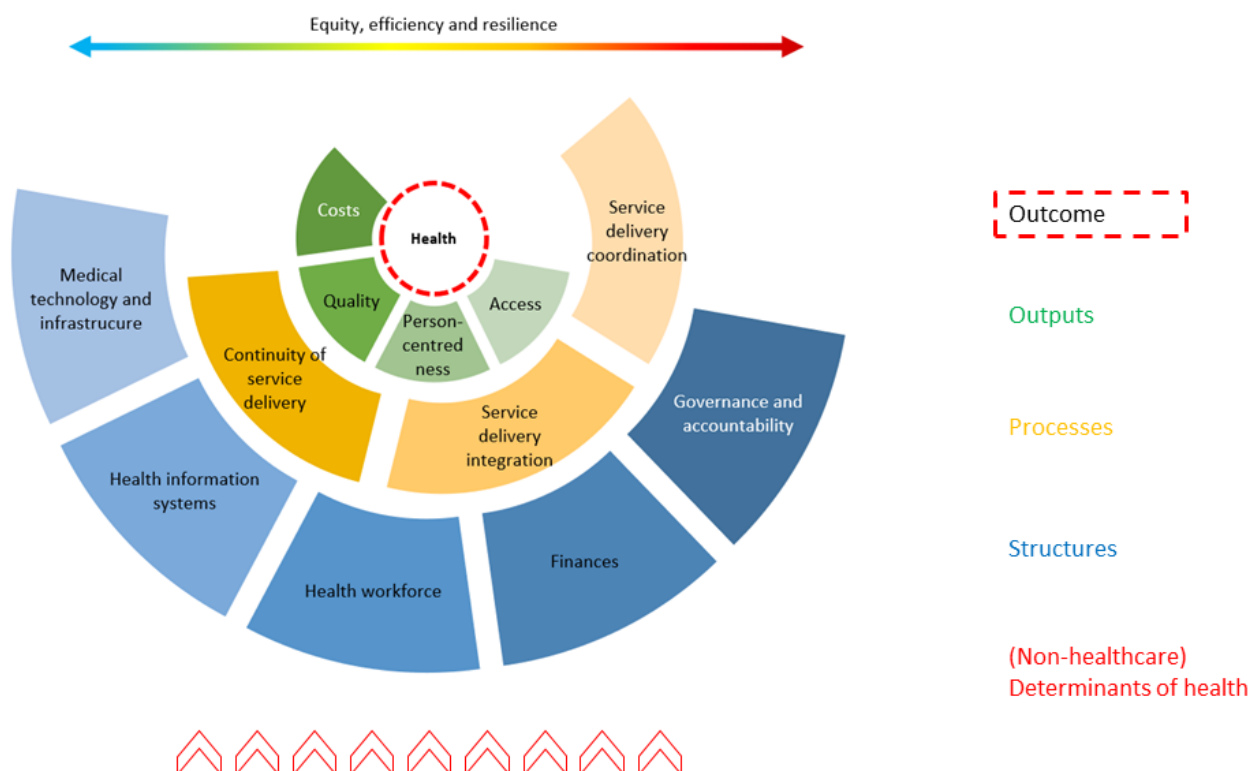 Equity, efficiency and resilience
Costs
Health
Quality
Person-
centred
ness
Access
Service
delivery
coordination
Medical
technology and
infrastrucure
Continuity of
service
delivery
Service
delivery
integration
Governance and
accountability
Health information
systems
Health workforce
Finances
Outcome
Outputs
Processes
Structures
(Non-healthcare)
Determinants of health